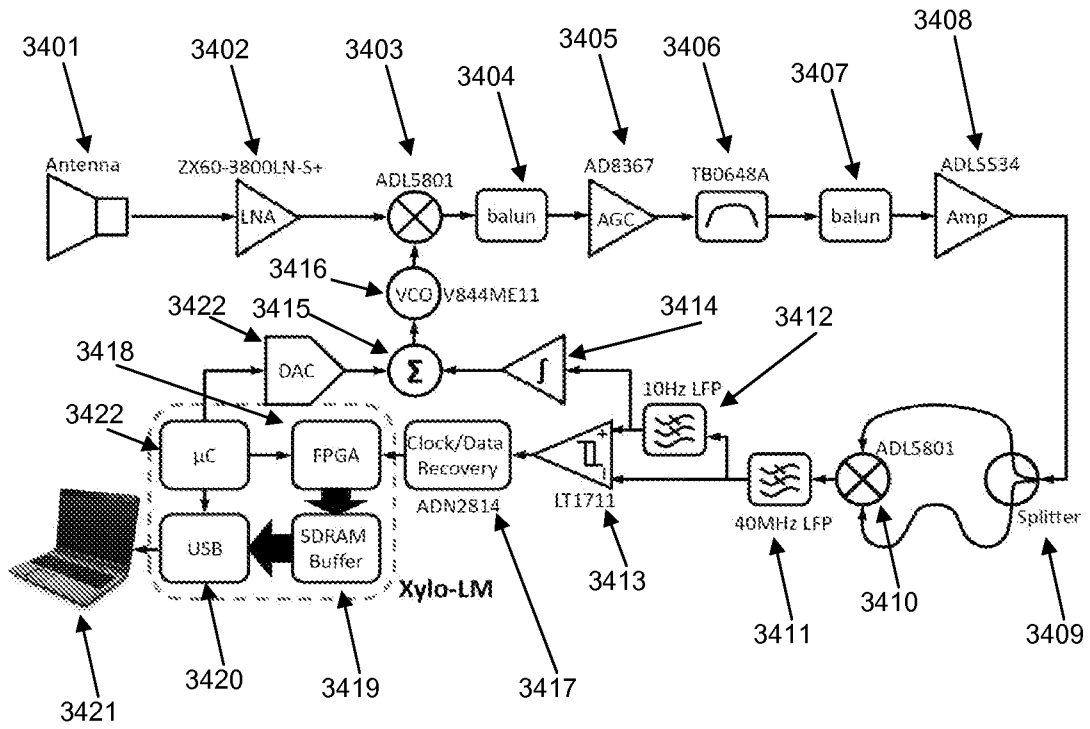 3401
3402
3403
3404
3405
3406
3407
3408
Antenna
ZX60-3800LN-S+
ADL5801
AD8367
TB0648A
ADL5534
LNA
balun
AGC
balun
Amp
3416
VCO
V844ME11
3422
3415
3414
3412
3418
DAC
Σ
∫
10Hz LFP
3422
μC
FPGA
Clock/Data
Recovery
+
-
ADL5801
ADN2814
LT1711
40MHz LFP
Splitter
USB
SDRAM
Buffer
Xylo-LM
3413
3410
3411
3409
3420
3419
3417
3421